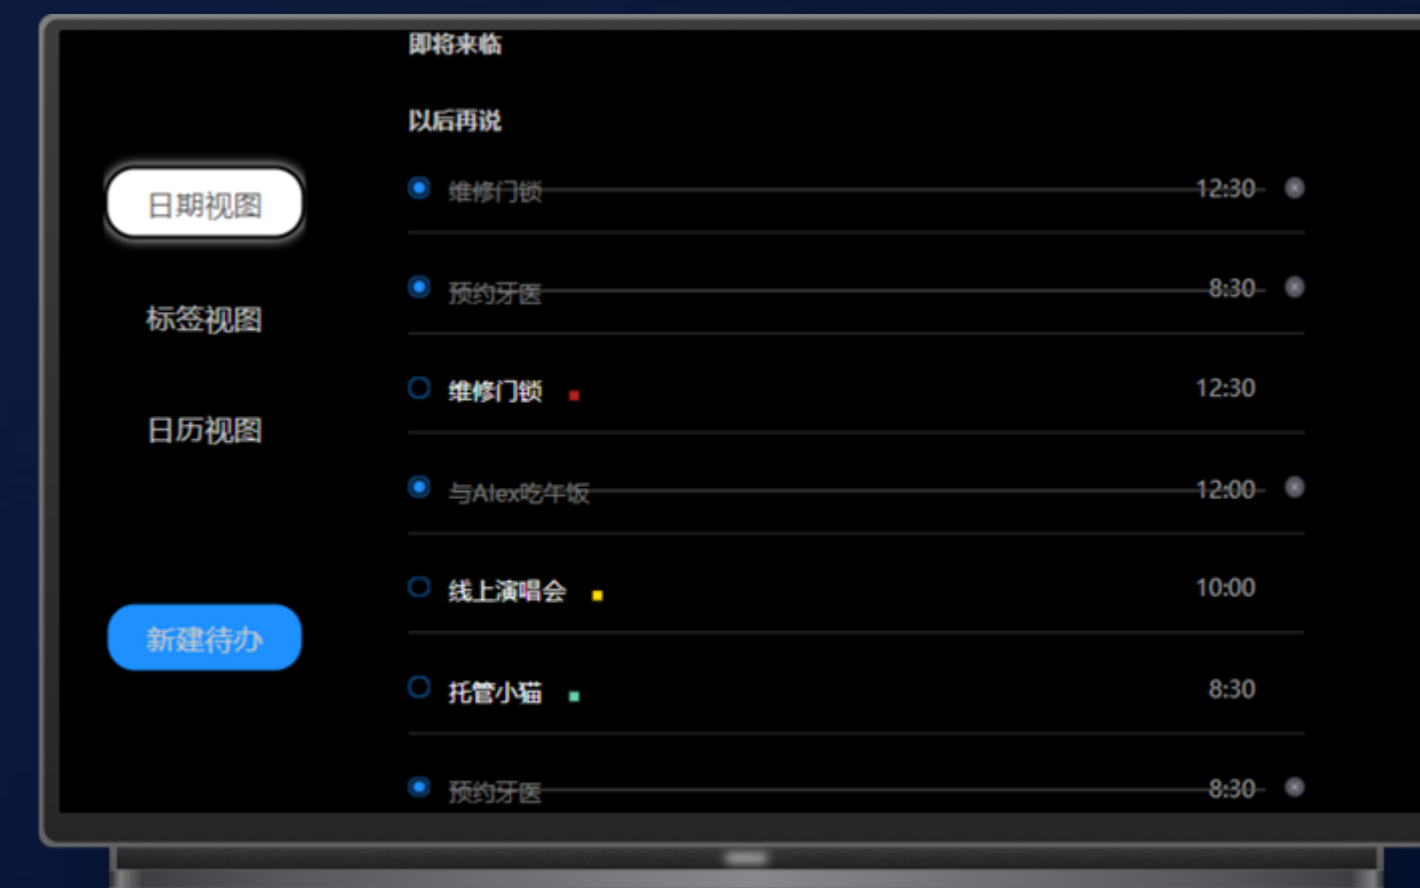 即将来临
以后再说
日期视图
维修门锁 12:30
预约牙医 8:30
标签视图
维修门锁 12:30
日历视图
与Alex吃午饭 12:00
线上演唱会 10:00
新建待办
托管小猫 8:30
预约牙医 8:30